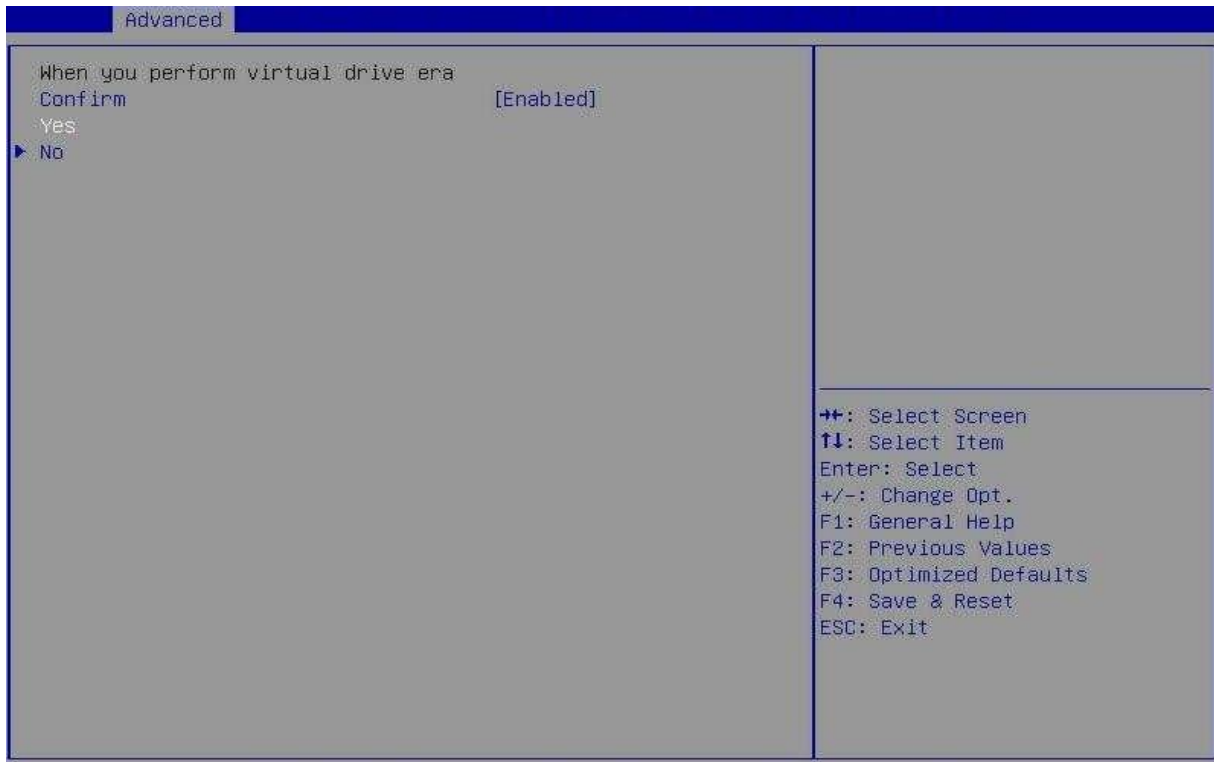 Advanced
When you perform virtual drive era
Confirm [Enabled]
Yes
► No
→←: Select Screen
↑↓: Select Item
Enter: Select
+/-: Change Opt.
F1: General Help
F2: Previous Values
F3: Optimized Defaults
F4: Save & Reset
ESC: Exit